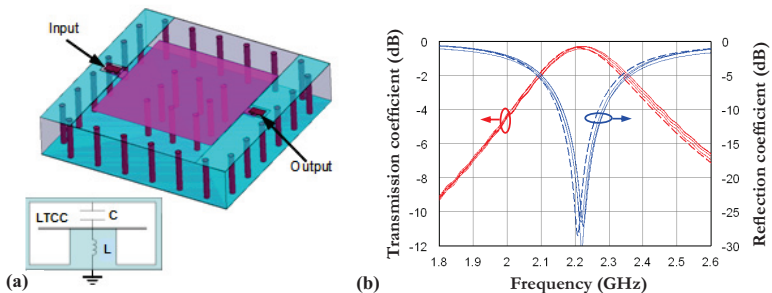 Input
Output
LTCC
C
L
(a)
(b)
Transmission coefficient (dB)
0
-2
-4
-6
-8
-10
-12
0
-5
-10
-15
-20
-25
-30
Reflection coefficient (dB)
1.8 1.9 2 2.1 2.2 2.3 2.4 2.5 2.6
Frequency (GHz)